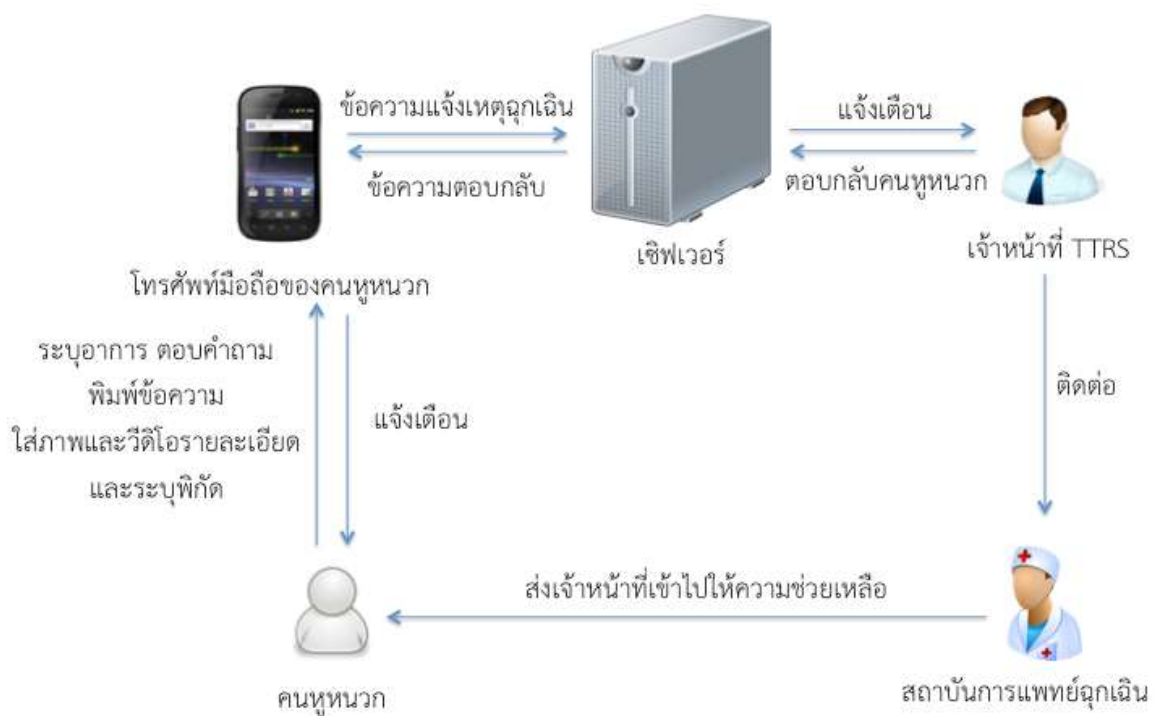 ข้อความแจ้งเหตุฉุกเฉิน
ข้อความตอบกลับ
แจ้งเตือน
ตอบกลับคนหูหนวก
เซิฟเวอร์
เจ้าหน้าที่ TTRS
โทรศัพท์มือถือของคนหูหนวก
ระบุอาการ ตอบคำถาม
พิมพ์ข้อความ
ใส่ภาพและวีดิโอรายละเอียด
และระบุพิกัด
แจ้งเตือน
ติดต่อ
ส่งเจ้าหน้าที่เข้าไปให้ความช่วยเหลือ
คนหูหนวก
สถาบันการแพทย์ฉุกเฉิน